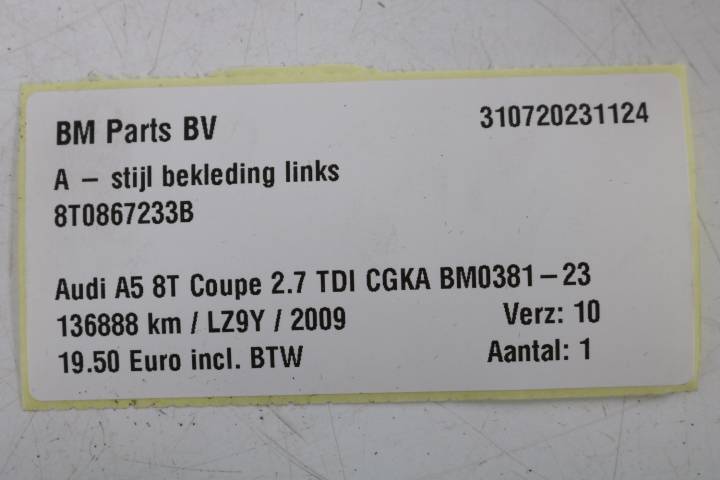 BM Parts BV 310720231124
A – stijl bekleding links
8T0867233B
Audi A5 8T Coupe 2.7 TDI CGKA BM0381–23
136888 km / LZ9Y / 2009 Verz: 10
19.50 Euro incl. BTW Aantal: 1